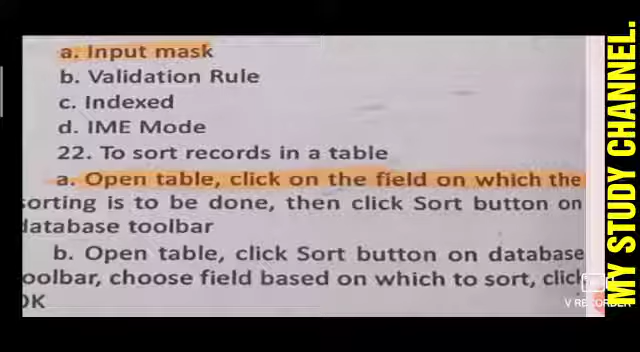 a. Input mask
b. Validation Rule
c. Indexed
d. IME Mode
22. To sort records in a table
a. Open table, click on the field on which the
sorting is to be done, then click Sort button on
database toolbar
b. Open table, click Sort button on database
toolbar, choose field based on which to sort, click
OK
V RECORDER
MY STUDY CHANNEL.